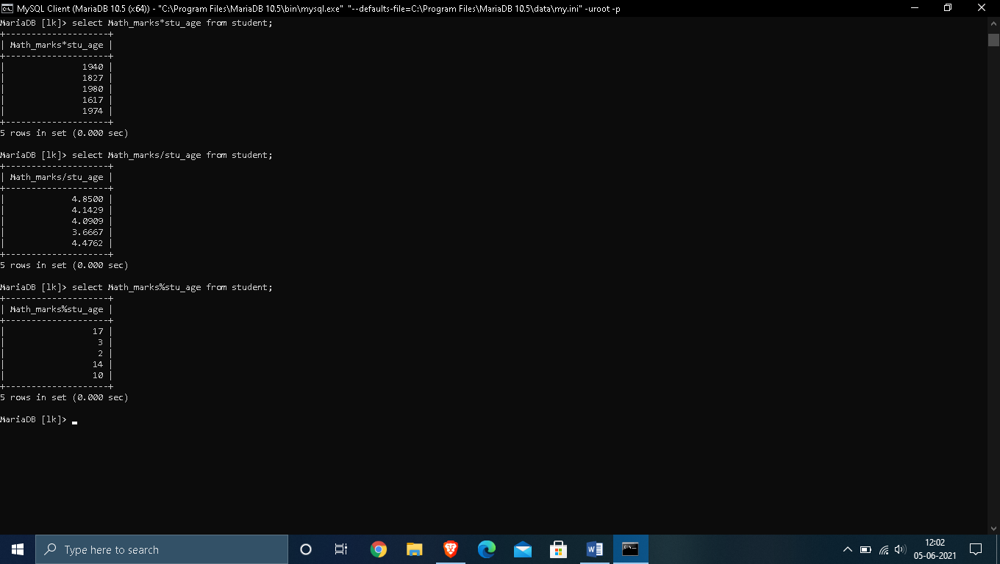 MySQL Client (MariaDB 10.5 (x64)) - "C:\Program Files\MariaDB 10.5\bin\mysql.exe" "--defaults-file=C:\Program Files\MariaDB 10.5\data\my.ini" -uroot -p
MariaDB [lk]> select Math_marks*stu_age from student;
+--------------------+
| Math_marks*stu_age |
+--------------------+
|               1940 |
|               1827 |
|               1980 |
|               1617 |
|               1974 |
+--------------------+
5 rows in set (0.000 sec)
MariaDB [lk]> select Math_marks/stu_age from student;
+--------------------+
| Math_marks/stu_age |
+--------------------+
|             4.8500 |
|             4.1429 |
|             4.0909 |
|             3.6667 |
|             4.4762 |
+--------------------+
5 rows in set (0.000 sec)
MariaDB [lk]> select Math_marks%stu_age from student;
+--------------------+
| Math_marks%stu_age |
+--------------------+
|                 17 |
|                  3 |
|                  2 |
|                 14 |
|                 10 |
+--------------------+
5 rows in set (0.000 sec)
MariaDB [lk]>
Type here to search
12:02
05-06-2021